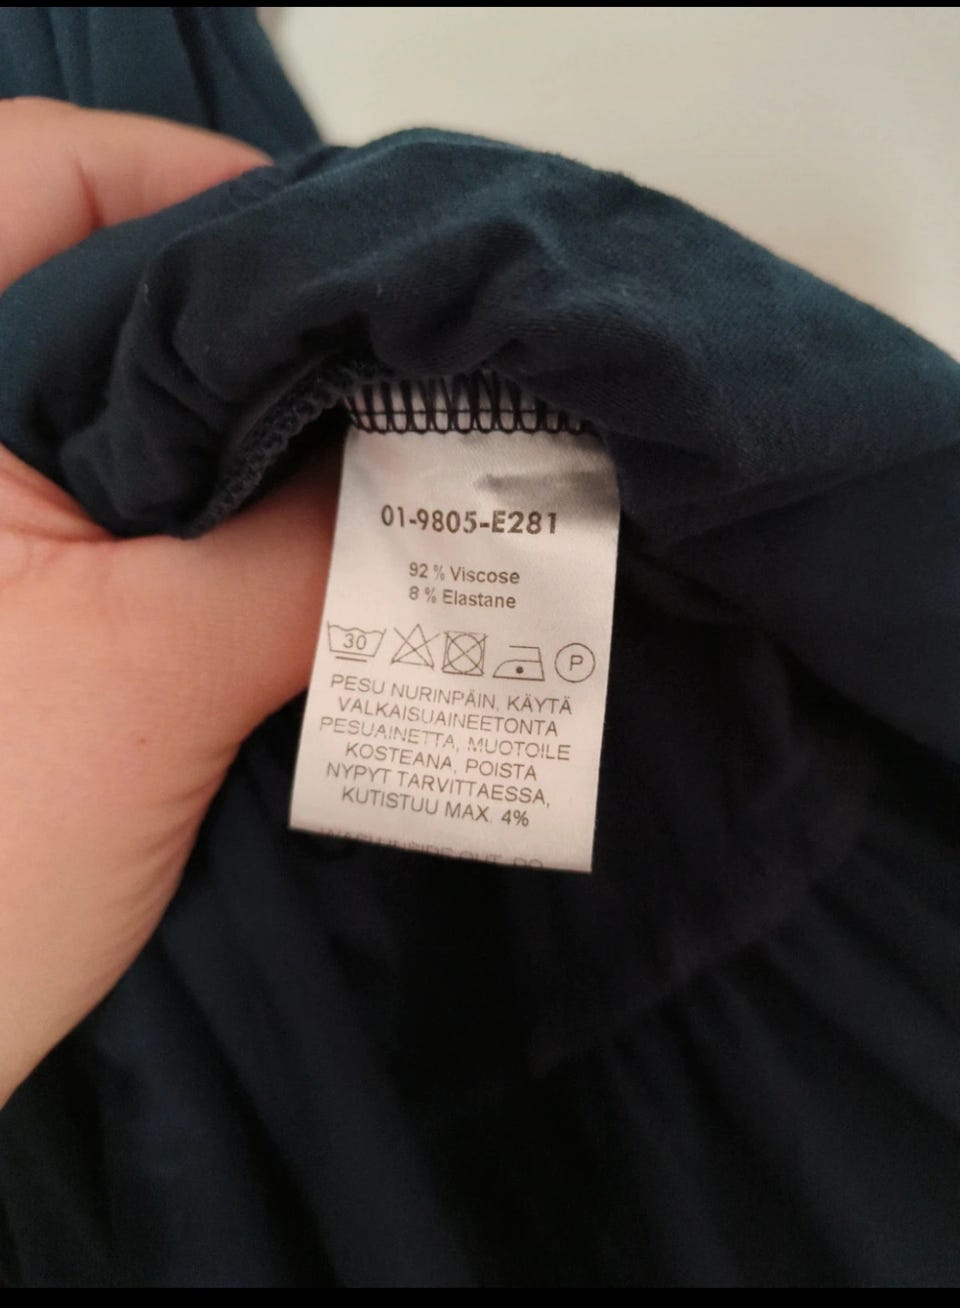 01-9805-E281
92 % Viscose
8 % Elastane
30 P
PESU NURINPÄIN, KÄYTÄ
VALKAISUAINEETONTA
PESUAINETTA, MUOTOILE
KOSTEANA, POISTA
NYPYT TARVITTAESSA,
KUTISTUU MAX. 4%